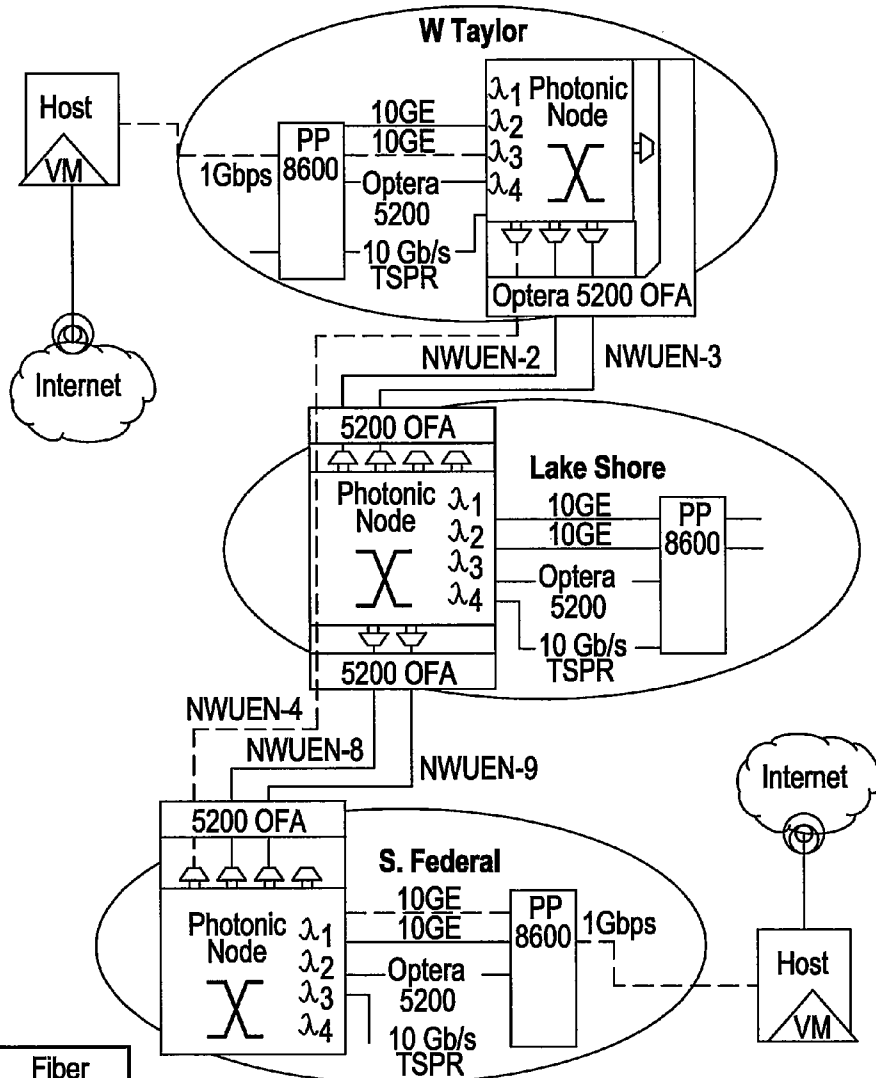 W Taylor
Host
VM
Internet
1Gbps
PP
8600
10GE
10GE
Optera
5200
10 Gb/s
TSPR
λ1
λ2
λ3
λ4
Photonic
Node
Optera 5200 OFA
NWUEN-2
NWUEN-3
5200 OFA
Photonic
Node
λ1
λ2
λ3
λ4
Lake Shore
10GE
10GE
Optera
5200
10 Gb/s
TSPR
PP
8600
5200 OFA
NWUEN-4
NWUEN-8
NWUEN-9
5200 OFA
Photonic
Node
λ1
λ2
λ3
λ4
S. Federal
10GE
10GE
Optera
5200
10 Gb/s
TSPR
PP
8600
1Gbps
Internet
Host
VM
Fiber